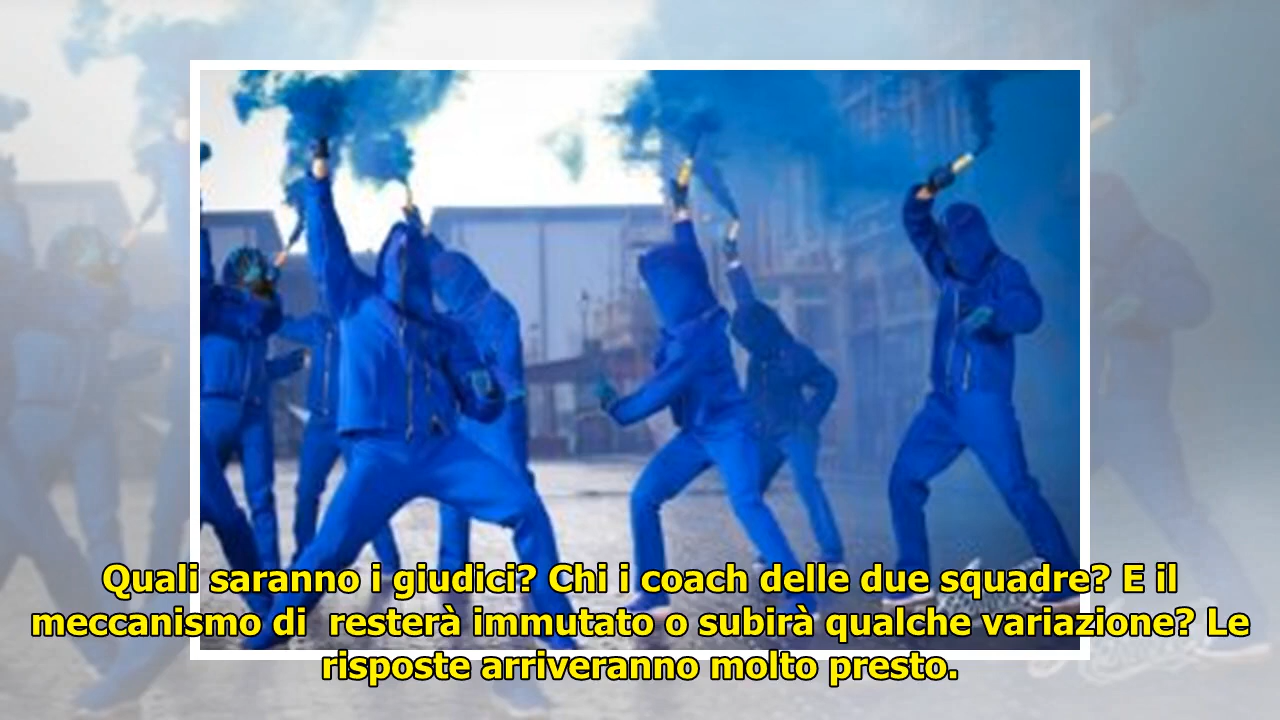 Quali saranno i giudici? Chi i coach delle due squadre? E il
meccanismo di  resterà immutato o subirà qualche variazione? Le
risposte arriveranno molto presto.